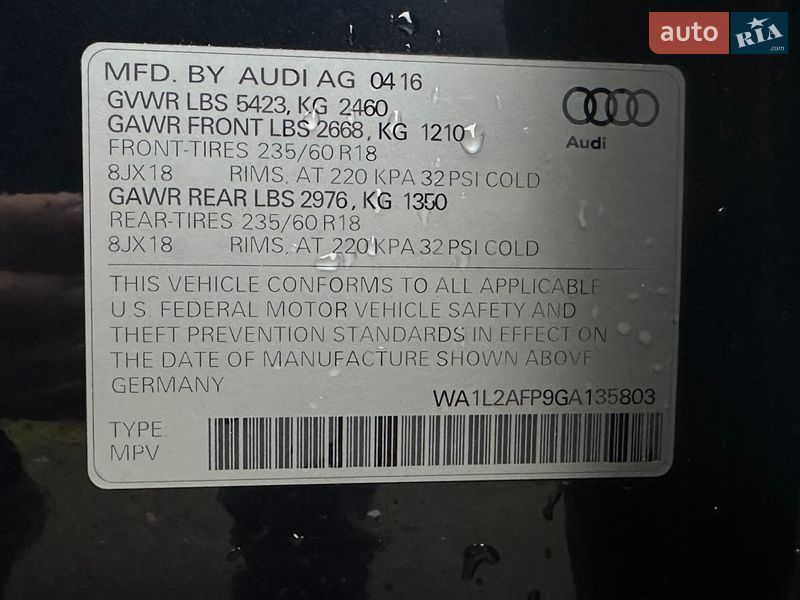 auto RIA .com
MFD. BY AUDI AG 04 16
GVWR LBS 5423, KG 2460
GAWR FRONT LBS 2668, KG 1210
FRONT-TIRES 235/60 R18
8JX18 RIMS, AT 220 KPA 32 PSI COLD
GAWR REAR LBS 2976, KG 1350
REAR-TIRES 235/60 R18
8JX18 RIMS, AT 220 KPA 32 PSI COLD
Audi
THIS VEHICLE CONFORMS TO ALL APPLICABLE
U.S. FEDERAL MOTOR VEHICLE SAFETY AND
THEFT PREVENTION STANDARDS IN EFFECT ON
THE DATE OF MANUFACTURE SHOWN ABOVE
GERMANY
WA1L2AFP9GA135803
TYPE:
MPV